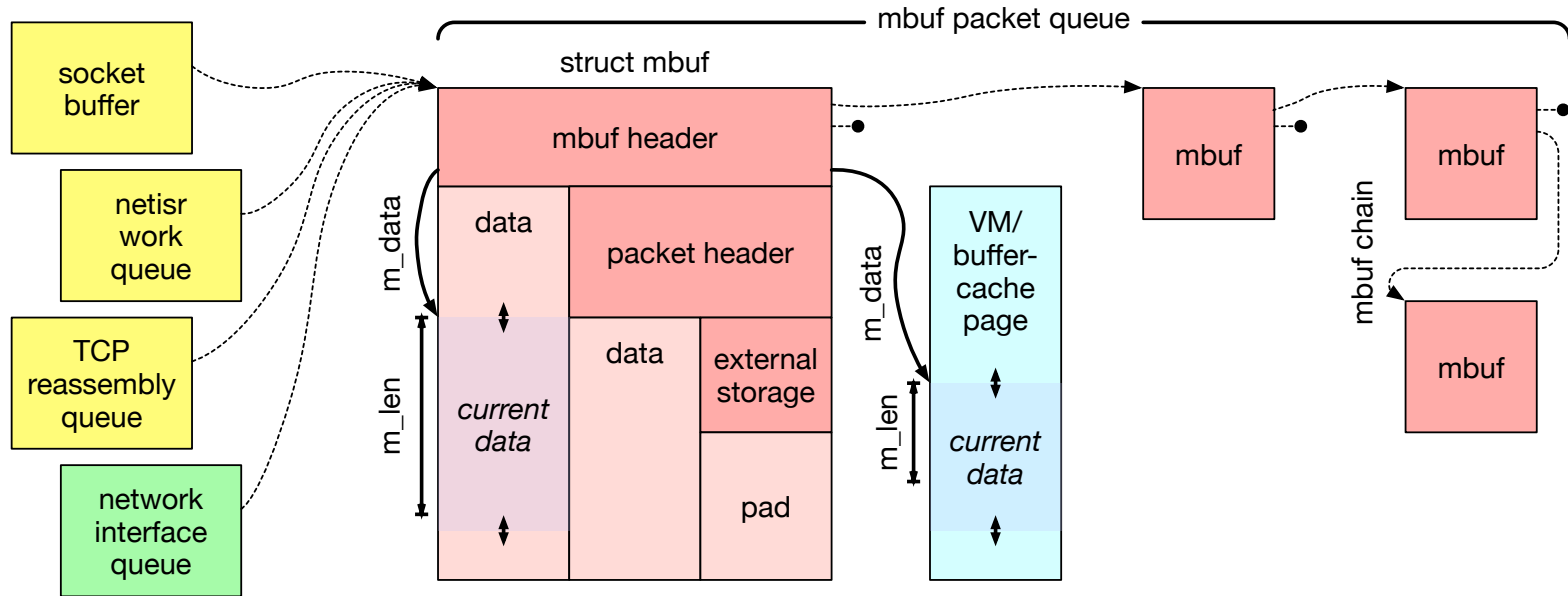 mbuf packet queue
socket
buffer
netisr
work
queue
TCP
reassembly
queue
network
interface
queue
struct mbuf
mbuf header
m_data
m_len
data
current
data
packet header
data
external
storage
pad
m_data
m_len
VM/
buffer-
cache
page
current
data
mbuf
mbuf
mbuf chain
mbuf